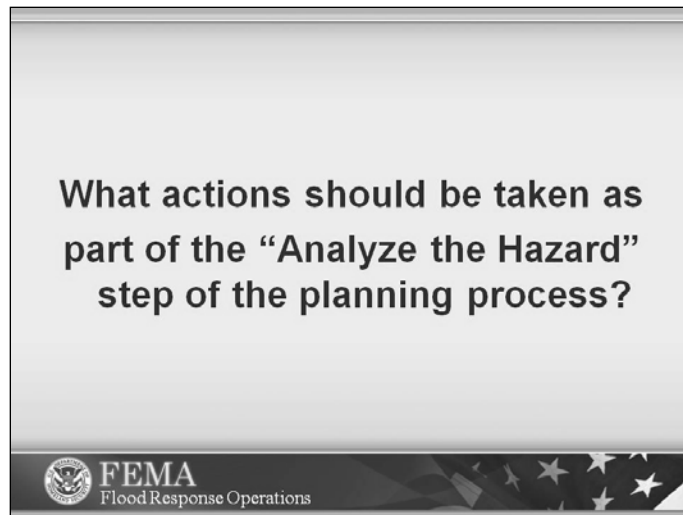 What actions should be taken as
part of the “Analyze the Hazard”
step of the planning process?
FEMA
Flood Response Operations